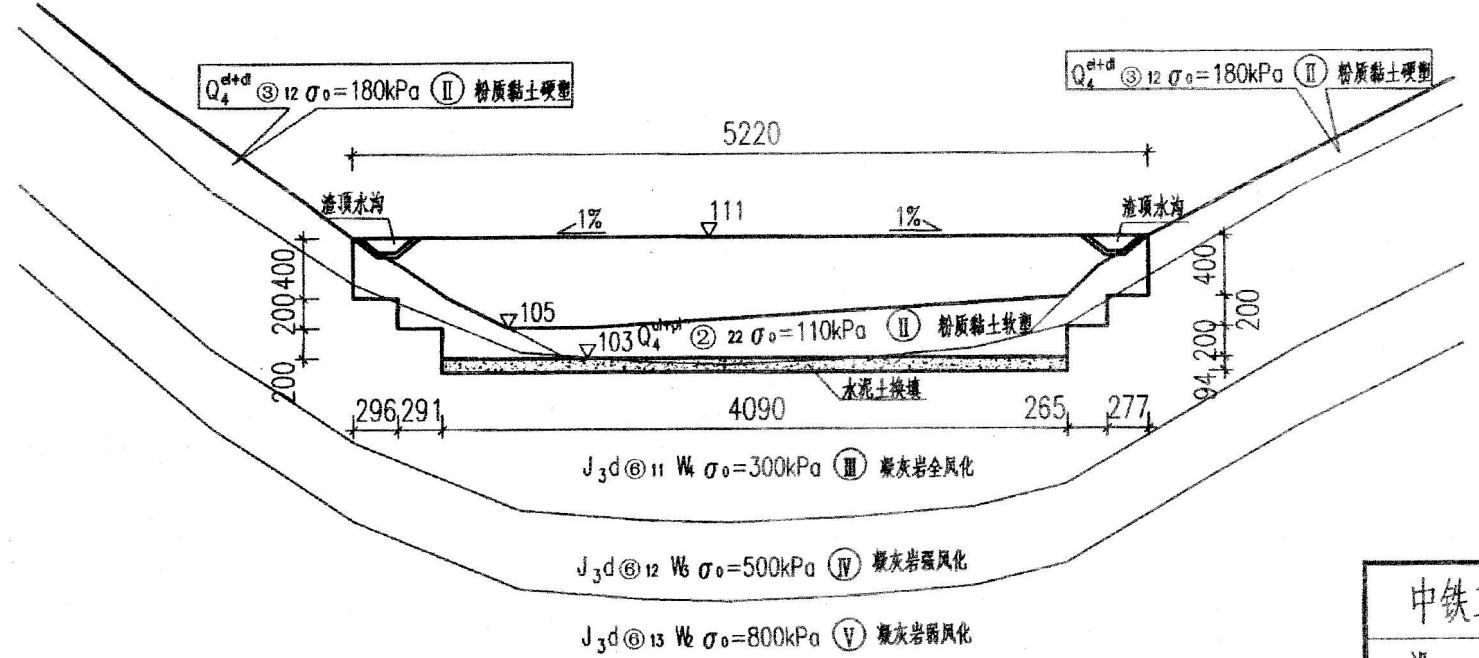 Q₄ᵉˡ⁺ᵈˡ ③ 12 σ₀=180kPa Ⅱ 粉质黏土硬塑
Q₄ᵉˡ⁺ᵈˡ ③ 12 σ₀=180kPa Ⅱ 粉质黏土硬塑
5220
渣顶水沟
1%
111
1%
渣顶水沟
400
200
200
400
200
200
94
105
103
Q₄ᵃˡ⁺ᵖˡ ② 22 σ₀=110kPa Ⅱ 粉质黏土软塑
水泥土换填
296
291
4090
265
277
J₃d ⑥ 11 W₄ σ₀=300kPa Ⅲ 凝灰岩全风化
J₃d ⑥ 12 W₃ σ₀=500kPa Ⅳ 凝灰岩强风化
J₃d ⑥ 13 W₂ σ₀=800kPa Ⅴ 凝灰岩弱风化
中铁